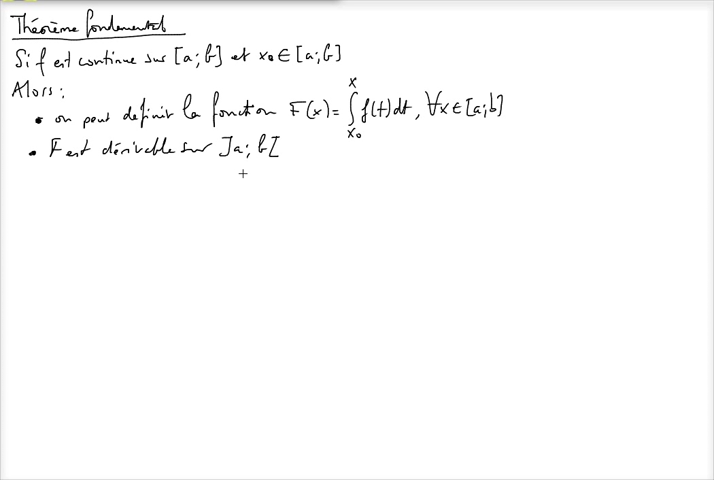 Théorème fondamental
Si f est continue sur [a;b] et x₀ ∈ [a;b]
Alors :
• on peut définir la fonction F(x) = ∫_{x₀}^{x} f(t)dt, ∀x ∈ [a;b]
• F est dérivable sur ]a;b[